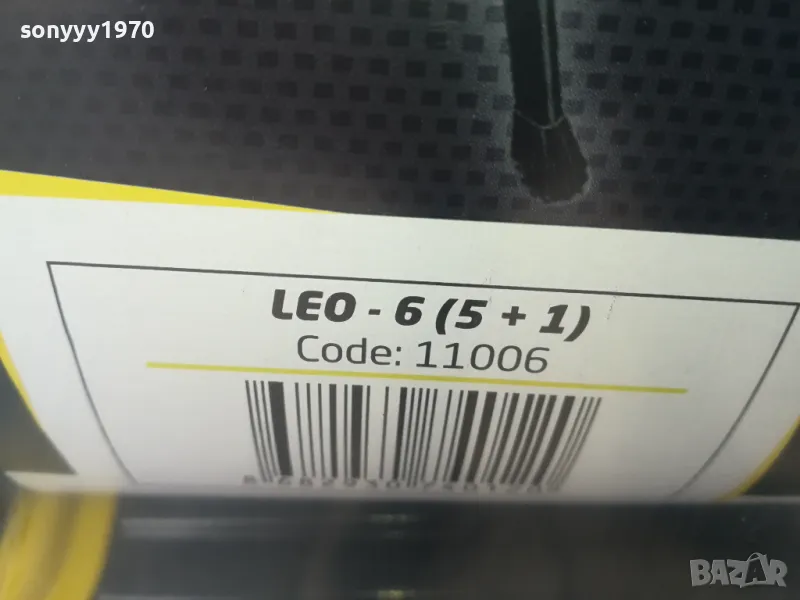 sonyyy1970
LEO - 6 (5 + 1)
Code: 11006
BAZAR